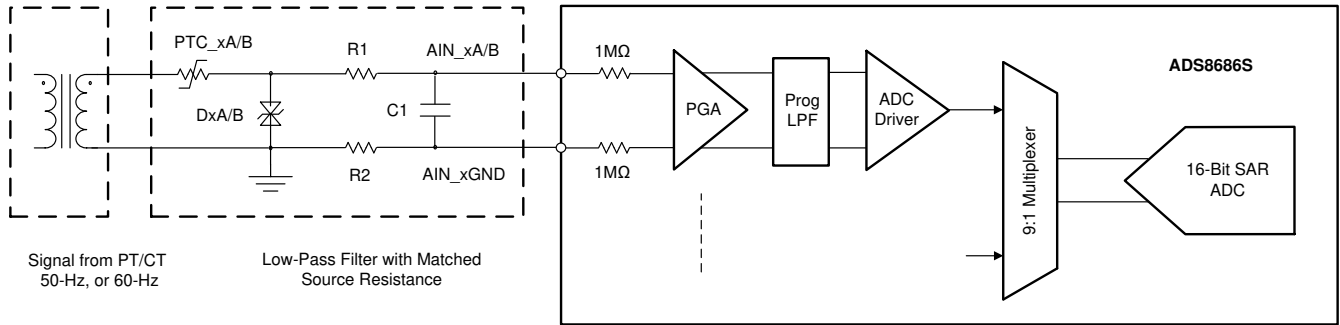 PTC_xA/B
R1
AIN_xA/B
DxA/B
C1
R2
AIN_xGND
Signal from PT/CT
50-Hz, or 60-Hz
Low-Pass Filter with Matched
Source Resistance
1MΩ
1MΩ
PGA
Prog
LPF
ADC
Driver
9:1 Multiplexer
ADS8686S
16-Bit SAR
ADC